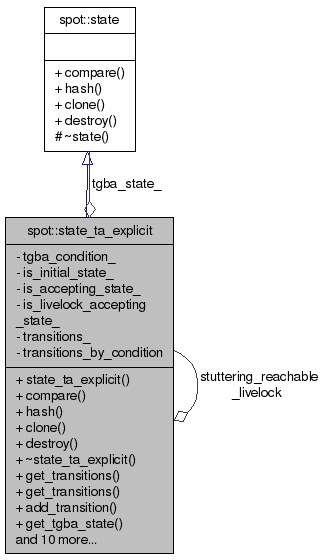 spot::state
+ compare()
+ hash()
+ clone()
+ destroy()
# ~state()
tgba_state_
spot::state_ta_explicit
- tgba_condition_
- is_initial_state_
- is_accepting_state_
- is_livelock_accepting
_state_
- transitions_
- transitions_by_condition
+ state_ta_explicit()
+ compare()
+ hash()
+ clone()
+ destroy()
+ ~state_ta_explicit()
+ get_transitions()
+ get_transitions()
+ add_transition()
+ get_tgba_state()
and 10 more...
stuttering_reachable
_livelock